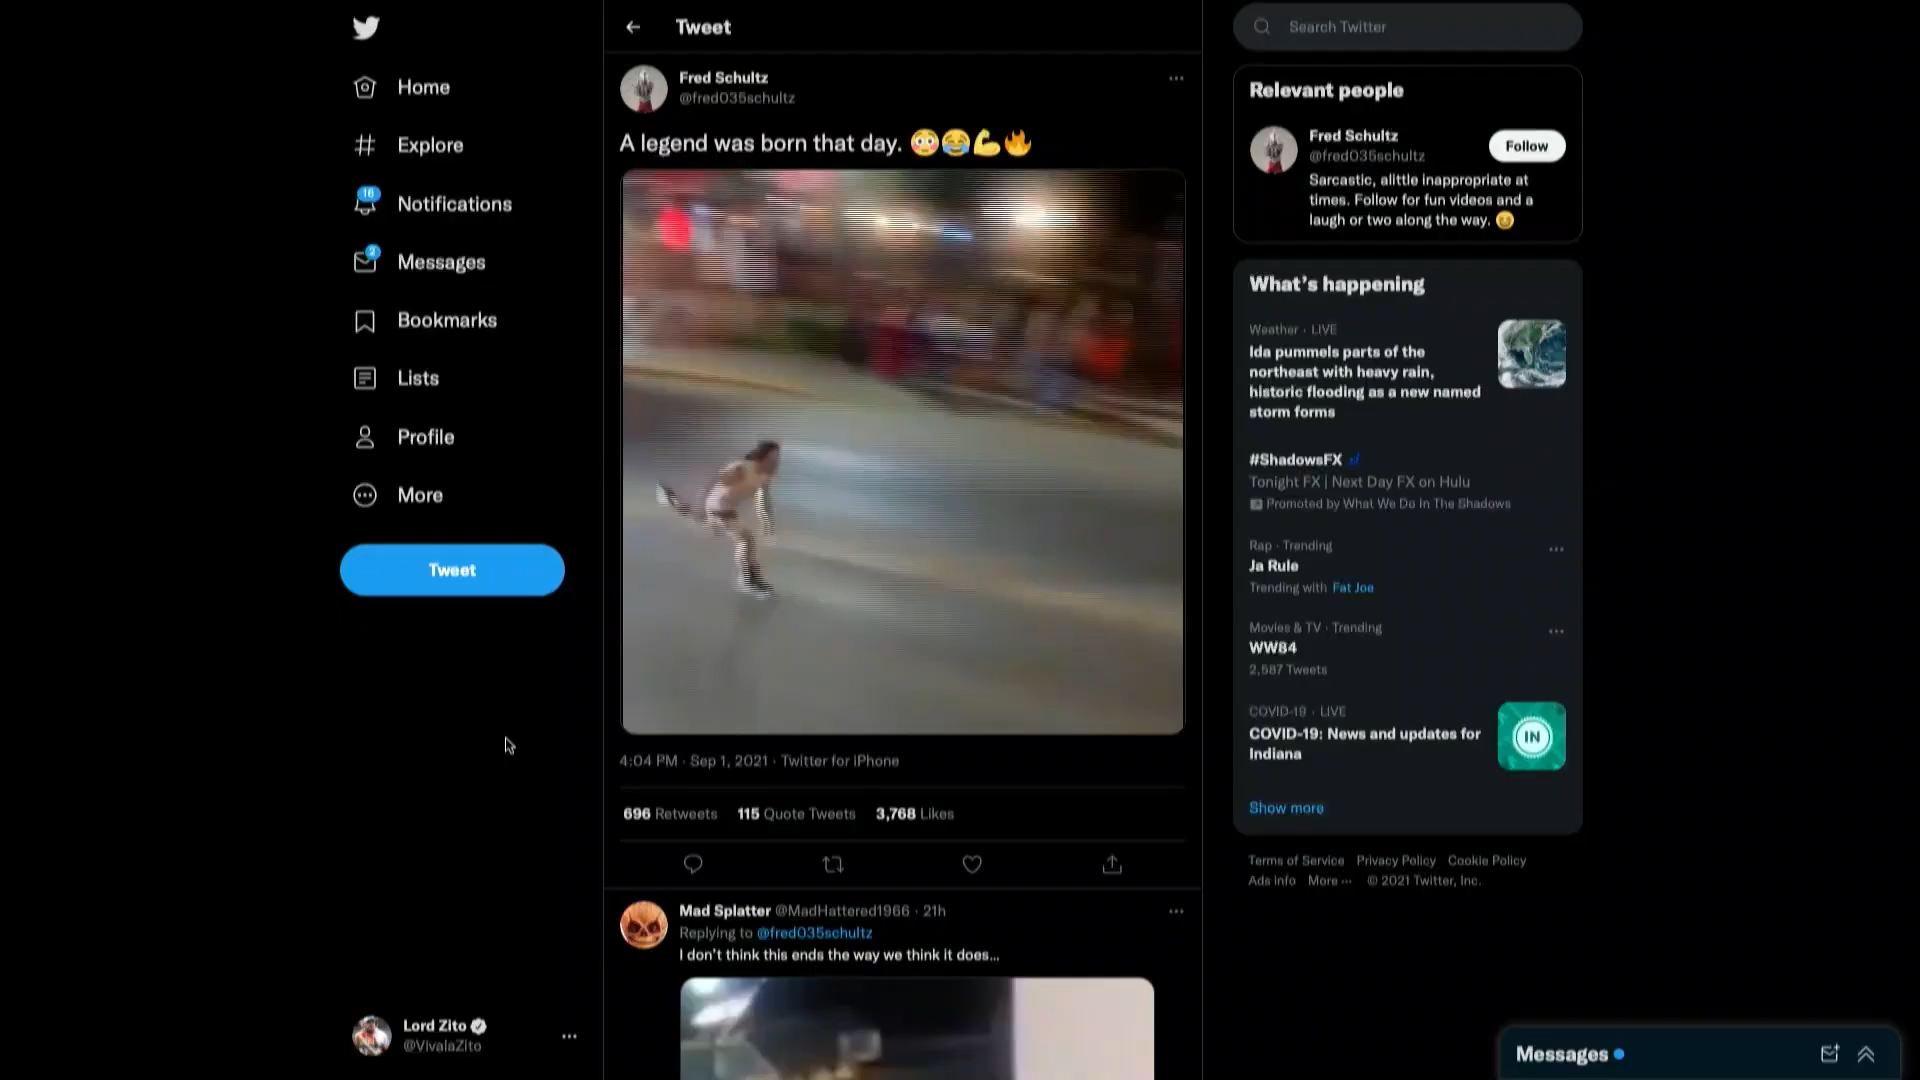 Home
Explore
16
Notifications
2
Messages
Bookmarks
Lists
Profile
More
Tweet
Lord Zito
@VivalaZito
Tweet
Fred Schultz
@fred035schultz
A legend was born that day. 😳😂💪🔥
4:04 PM · Sep 1, 2021 · Twitter for iPhone
696 Retweets 115 Quote Tweets 3,768 Likes
Mad Splatter @MadHattered1966 · 21h
Replying to @fred035schultz
I don't think this ends the way we think it does...
Search Twitter
Relevant people
Fred Schultz
@fred035schultz
Follow
Sarcastic, alittle inappropriate at
times. Follow for fun videos and a
laugh or two along the way. 😆
What's happening
Weather · LIVE
Ida pummels parts of the
northeast with heavy rain,
historic flooding as a new named
storm forms
#ShadowsFX
Tonight FX | Next Day FX on Hulu
Promoted by What We Do In The Shadows
Rap · Trending
Ja Rule
Trending with Fat Joe
Movies & TV · Trending
WW84
2,587 Tweets
COVID-19 · LIVE
COVID-19: News and updates for
Indiana
IN
Show more
Terms of Service Privacy Policy Cookie Policy
Ads info More ··· © 2021 Twitter, Inc.
Messages